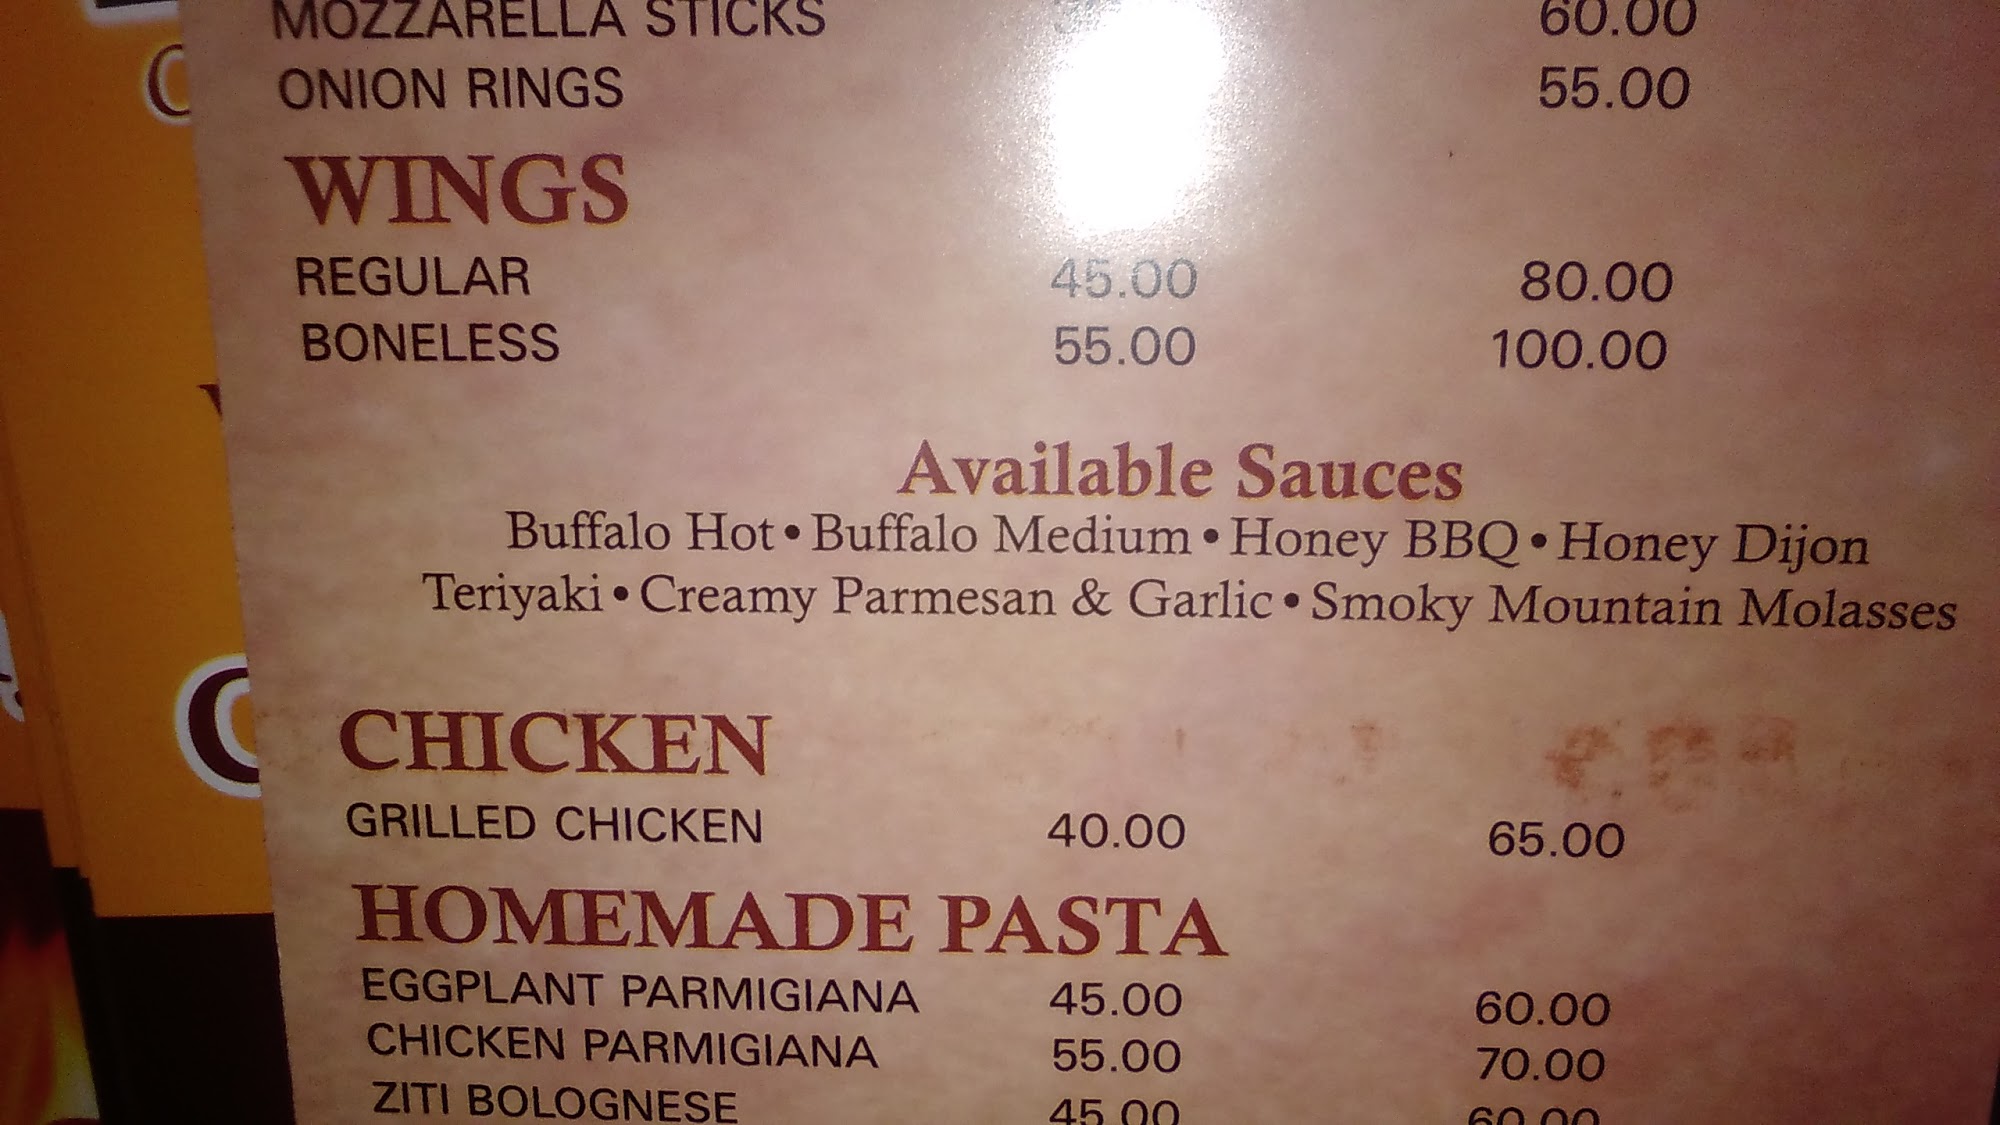 MOZZARELLA STICKS 60.00
ONION RINGS 55.00
WINGS
REGULAR 45.00 80.00
BONELESS 55.00 100.00
Available Sauces
Buffalo Hot • Buffalo Medium • Honey BBQ • Honey Dijon
Teriyaki • Creamy Parmesan & Garlic • Smoky Mountain Molasses
CHICKEN
GRILLED CHICKEN 40.00 65.00
HOMEMADE PASTA
EGGPLANT PARMIGIANA 45.00 60.00
CHICKEN PARMIGIANA 55.00 70.00
ZITI BOLOGNESE 45.00 60.00